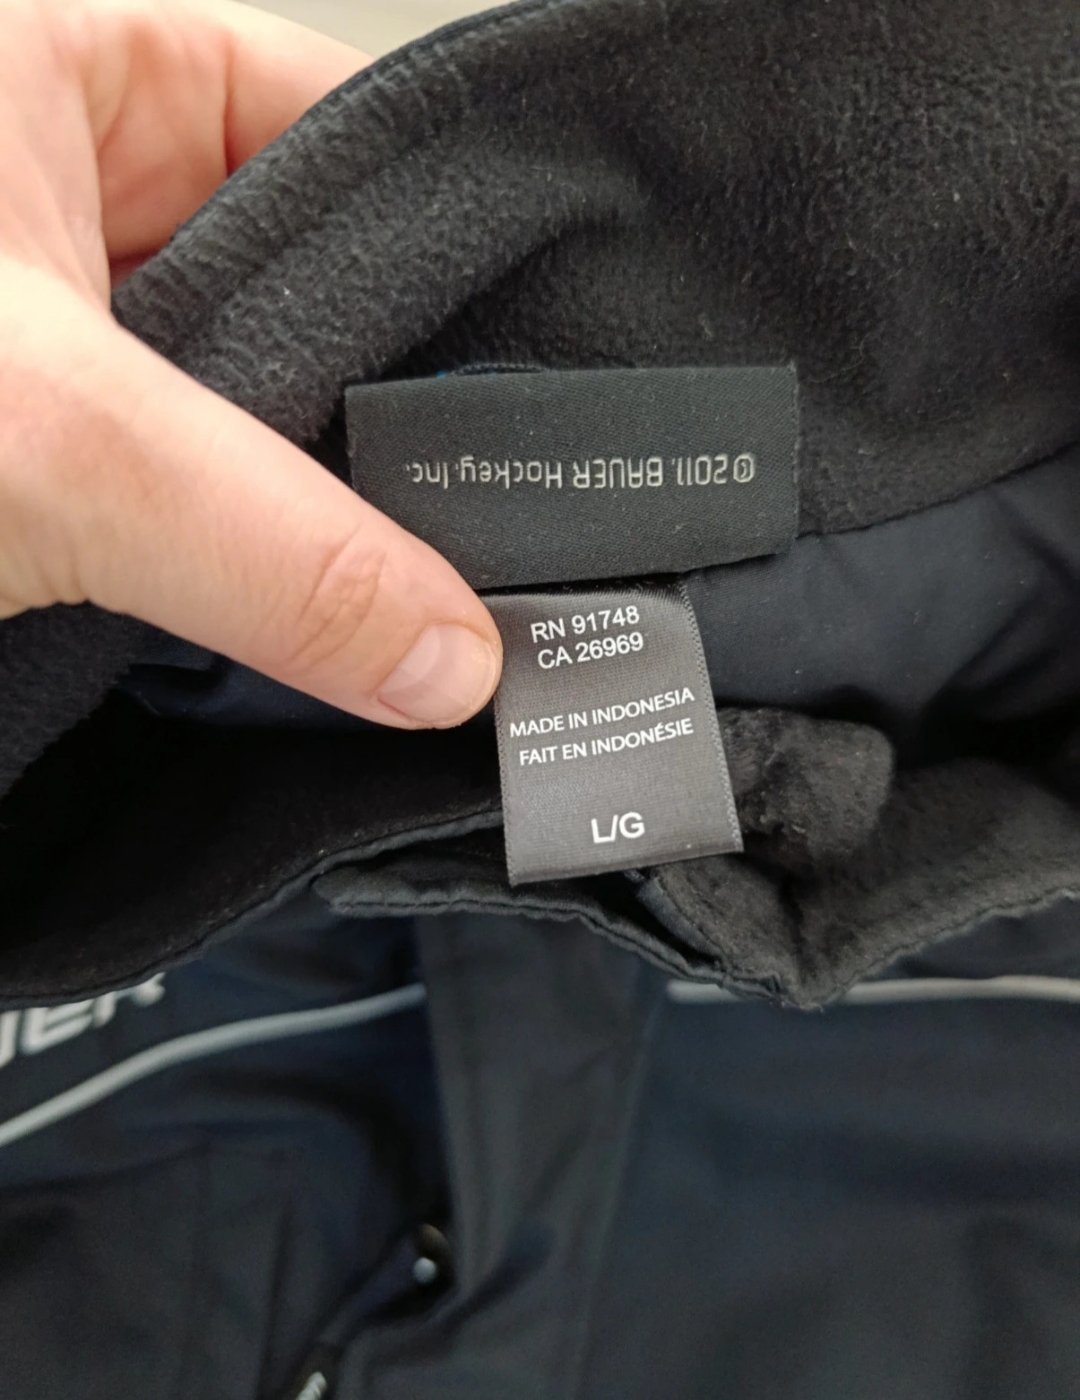 ©2011. BAUER Hockey, Inc.
RN 91748
CA 26969
MADE IN INDONESIA
FAIT EN INDONÉSIE
L/G